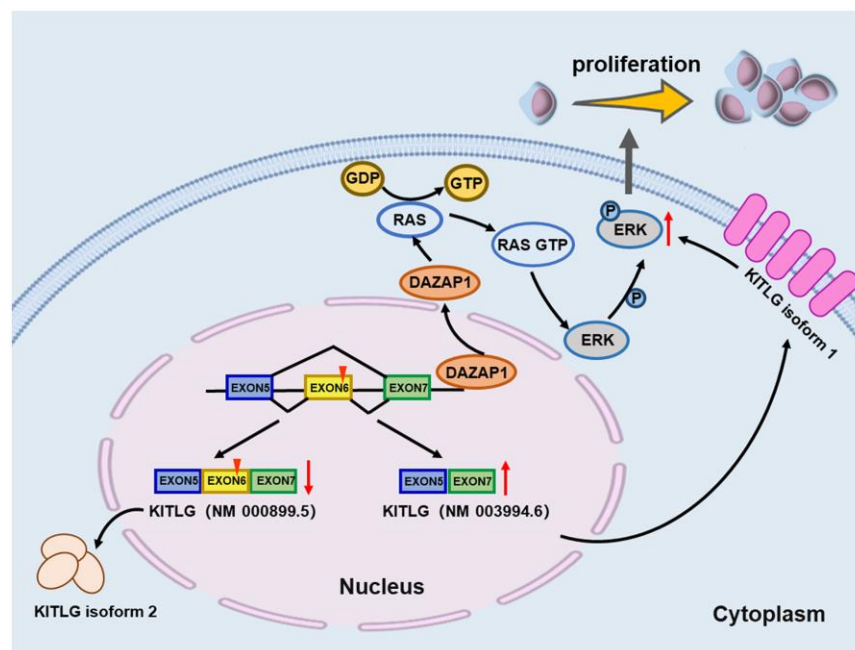 proliferation
GDP
GTP
RAS
RAS GTP
P
ERK
P
ERK
KITLG isoform 1
DAZAP1
DAZAP1
EXON5
EXON6
EXON7
EXON5
EXON6
EXON7
KITLG (NM 000899.5)
EXON5
EXON7
KITLG (NM 003994.6)
KITLG isoform 2
Nucleus
Cytoplasm